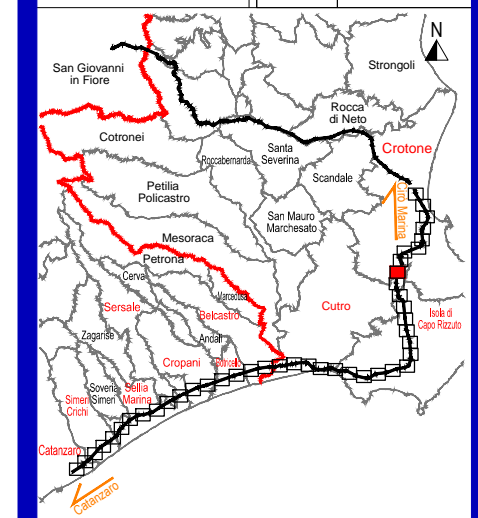 N
Strongoli
San Giovanni
in Fiore
Rocca
di Neto
Cotronei
Crotone
Santa
Severina
Roccabernarda
Scandale
Petilia
Policastro
Cirò Marina
San Mauro
Marchesato
Mesoraca
Petrona
Cerva
Marcedusa
Sersale
Cutro
Belcastro
Isola di
Capo Rizzuto
Andali
Zagarise
Cropani
Botricello
Soveria
Simeri
Sellia
Marina
Simeri
Crichi
Catanzaro
Catanzaro